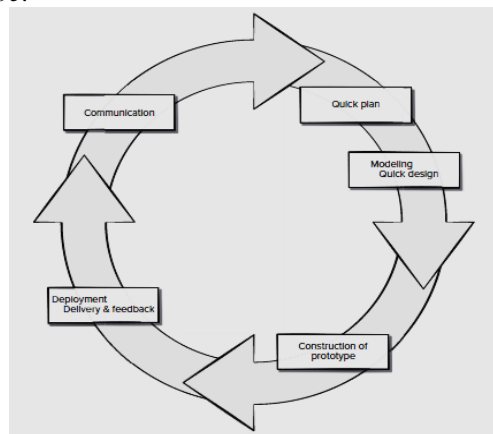 Communication
Quick plan
Modeling
Quick design
Deployment
Delivery & feedback
Construction of
prototype